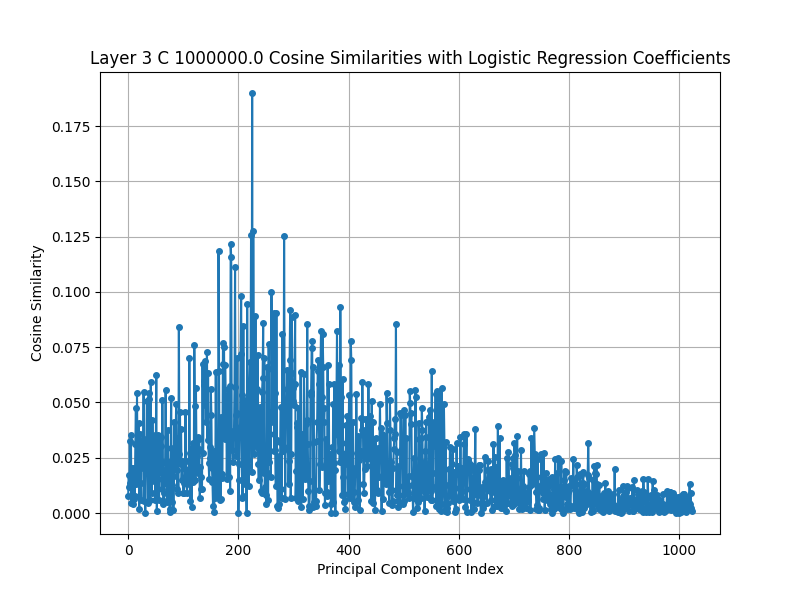 Layer 3 C 1000000.0 Cosine Similarities with Logistic Regression Coefficients
0.175
0.150
0.125
0.100
0.075
0.050
0.025
0.000
Cosine Similarity
0 200 400 600 800 1000
Principal Component Index